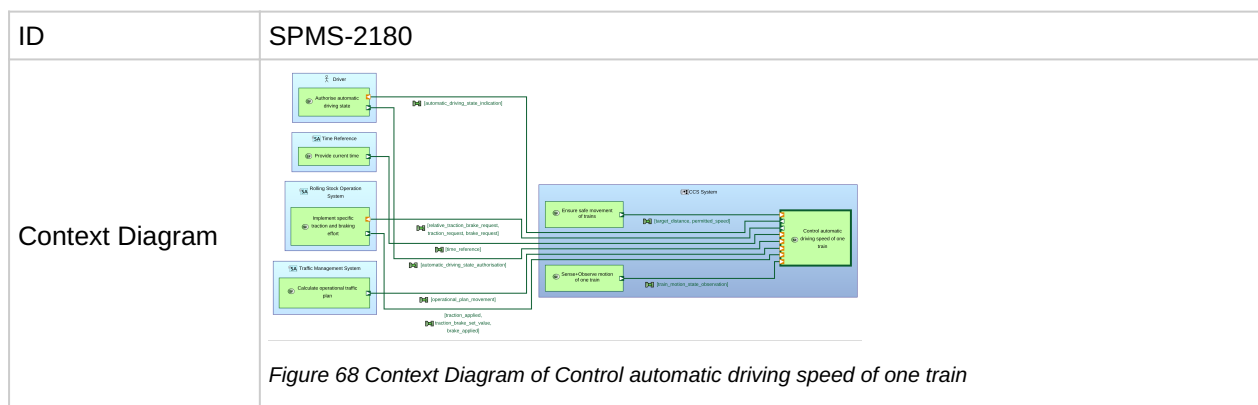 ID
SPMS-2180
Context Diagram
Driver
Authorise automatic
driving state
[automatic_driving_state_indication]
SA Time Reference
Provide current time
SA Rolling Stock Operation
System
Implement specific
traction and braking
effort
[relative_traction_brake_request,
traction_request, brake_request]
[time_reference]
[automatic_driving_state_authorisation]
SA Traffic Management System
Calculate operational traffic
plan
[operational_plan_movement]
[traction_applied,
traction_brake_set_value,
brake_applied]
CCS System
Ensure safe movement
of trains
[target_distance, permitted_speed]
Control automatic
driving speed of one
train
Sense+Observe motion
of one train
[train_motion_state_observation]
Figure 68 Context Diagram of Control automatic driving speed of one train